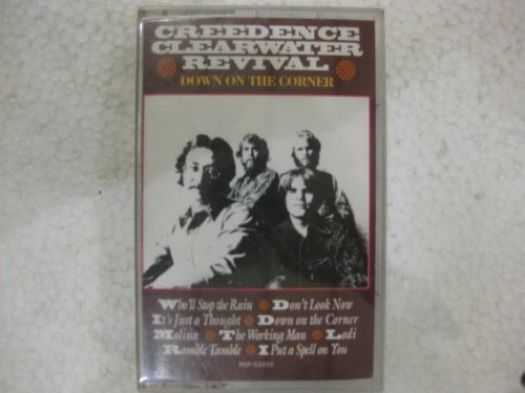 CREEDENCE
CLEARWATER
REVIVAL
DOWN ON THE CORNER
Who'll Stop the Rain Don't Look Now
It's Just a Thought Down on the Corner
Molina The Working Man Lodi
Ramble Tamble I Put a Spell on You